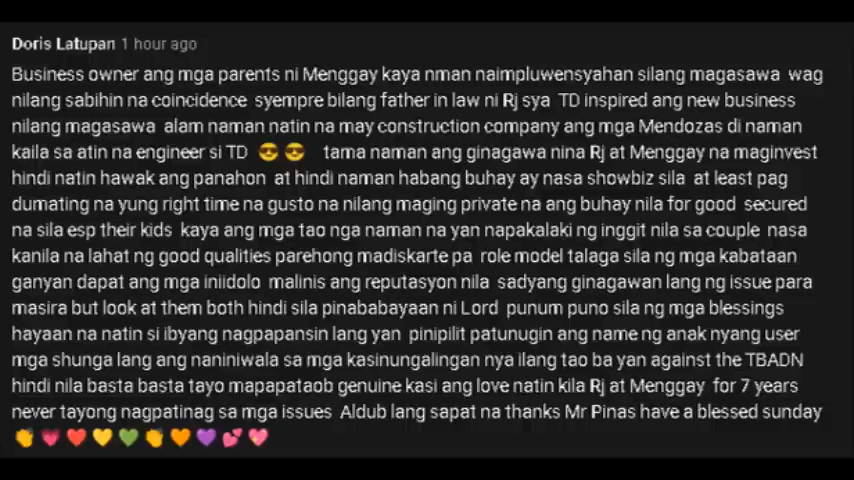 Doris Latupan 1 hour ago
Business owner ang mga parents ni Menggay kaya nman naimpluwensyahan silang magasawa wag
nilang sabihin na coincidence syempre bilang father in law ni Rj sya TD inspired ang new business
nilang magasawa alam naman natin na may construction company ang mga Mendozas di naman
kaila sa atin na engineer si TD 😎😎 tama naman ang ginagawa nina Rj at Menggay na maginvest
hindi natin hawak ang panahon at hindi naman habang buhay ay nasa showbiz sila at least pag
dumating na yung right time na gusto na nilang maging private na ang buhay nila for good secured
na sila esp their kids kaya ang mga tao nga naman na yan napakalaki ng inggit nila sa couple nasa
kanila na lahat ng good qualities parehong madiskarte pa role model talaga sila ng mga kabataan
ganyan dapat ang mga iniidolo malinis ang reputasyon nila sadyang ginagawan lang ng issue para
masira but look at them both hindi sila pinababayaan ni Lord punum puno sila ng mga blessings
hayaan na natin si ibyang nagpapansin lang yan pinipilit patunugin ang name ng anak nyang user
mga shunga lang ang naniniwala sa mga kasinungalingan nya ilang tao ba yan against the TBADN
hindi nila basta basta tayo mapapataob genuine kasi ang love natin kila Rj at Menggay for 7 years
never tayong nagpatinag sa mga issues Aldub lang sapat na thanks Mr Pinas have a blessed sunday
👏💗❤️💛💚👏🧡💜💕💖